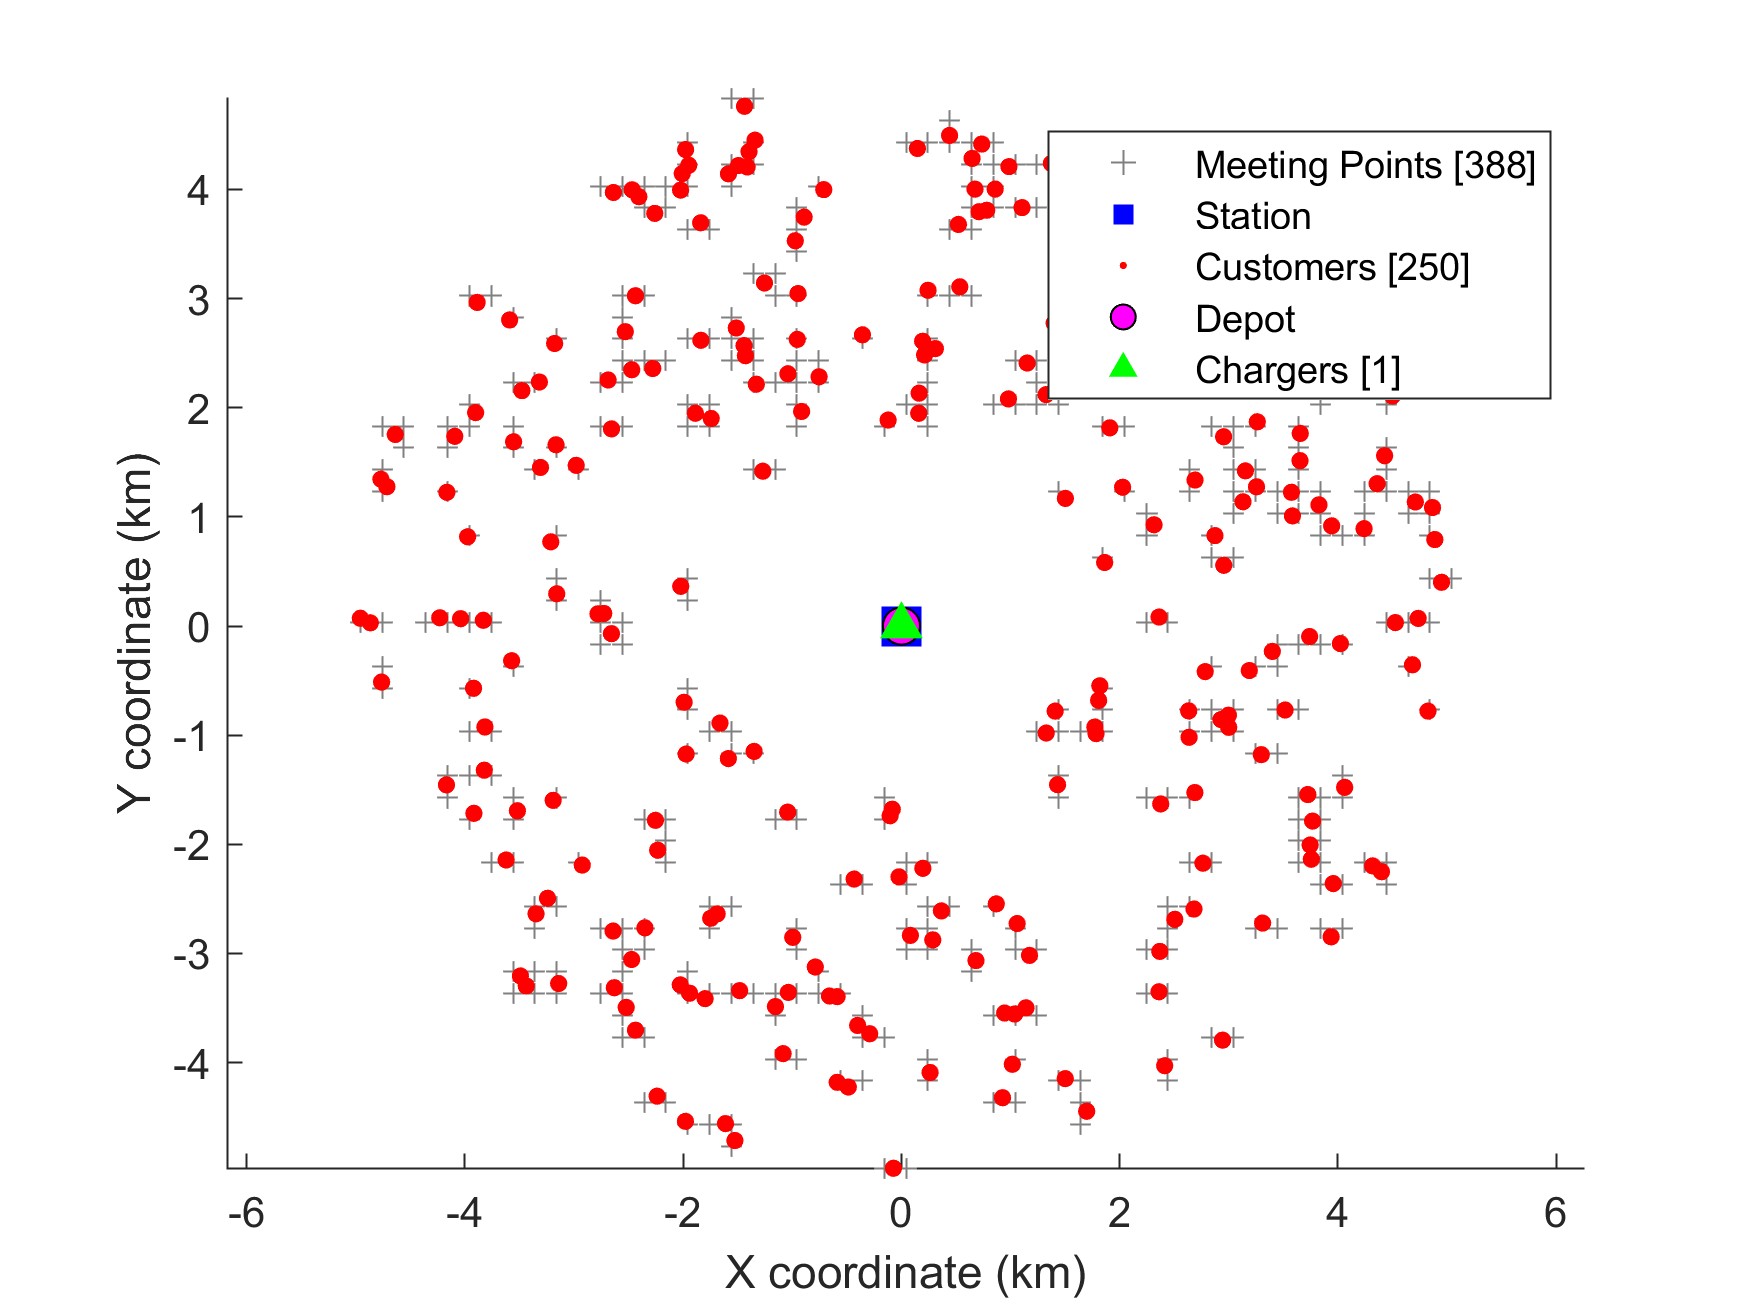 Meeting Points [388]
Station
Customers [250]
Depot
Chargers [1]
4
3
2
1
0
-1
-2
-3
-4
Y coordinate (km)
-6 -4 -2 0 2 4 6
X coordinate (km)